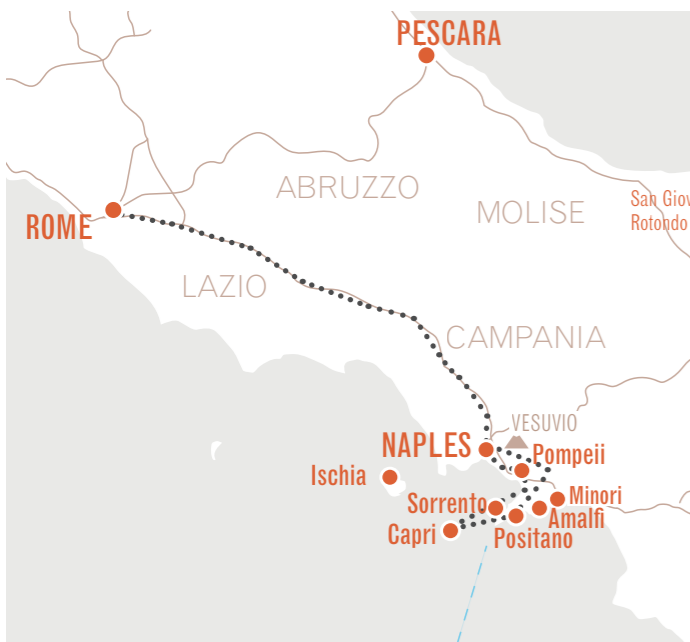 PESCARA
ABRUZZO
MOLISE
San Giov
Rotondo
ROME
LAZIO
CAMPANIA
VESUVIO
NAPLES
Pompeii
Ischia
Minori
Sorrento
Amalfi
Capri
Positano